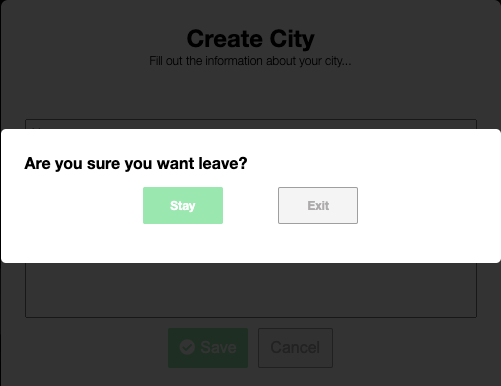 Create City
Fill out the information about your city...
Are you sure you want leave?
Stay
Exit
Save
Cancel